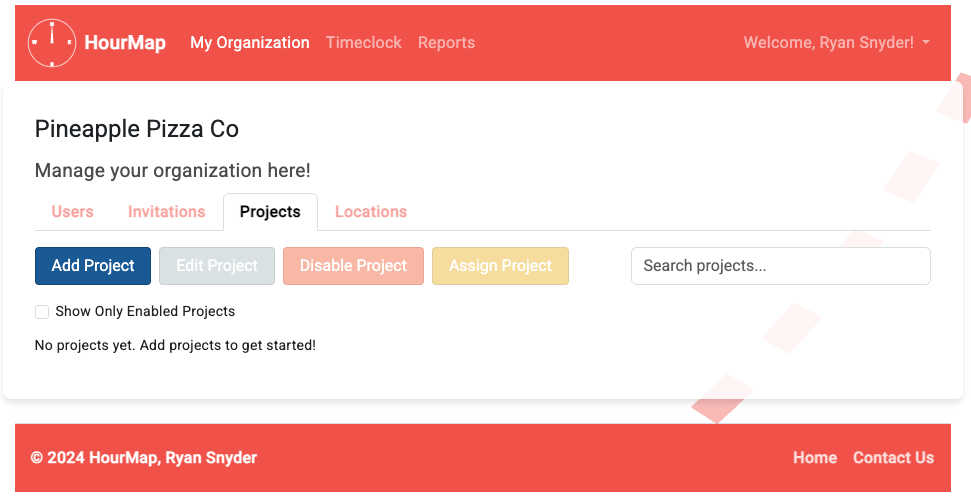 HourMap My Organization Timeclock Reports Welcome, Ryan Snyder!
Pineapple Pizza Co
Manage your organization here!
Users Invitations Projects Locations
Add Project Edit Project Disable Project Assign Project Search projects...
Show Only Enabled Projects
No projects yet. Add projects to get started!
© 2024 HourMap, Ryan Snyder Home Contact Us